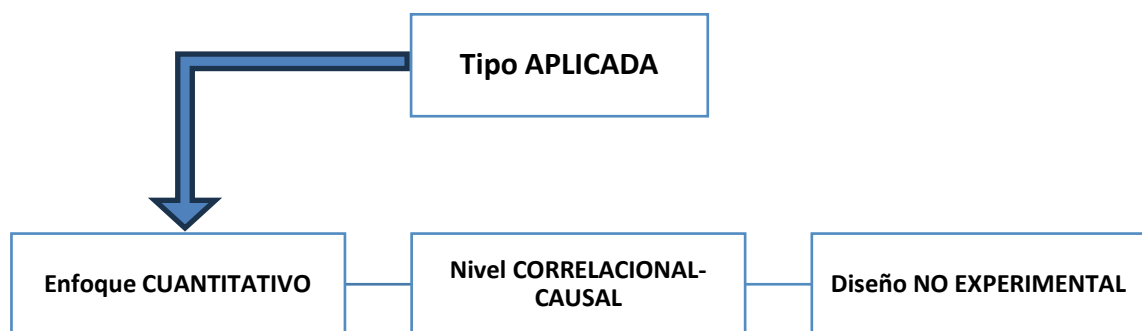 Tipo APLICADA
Enfoque CUANTITATIVO
Nivel CORRELACIONAL-
CAUSAL
Diseño NO EXPERIMENTAL